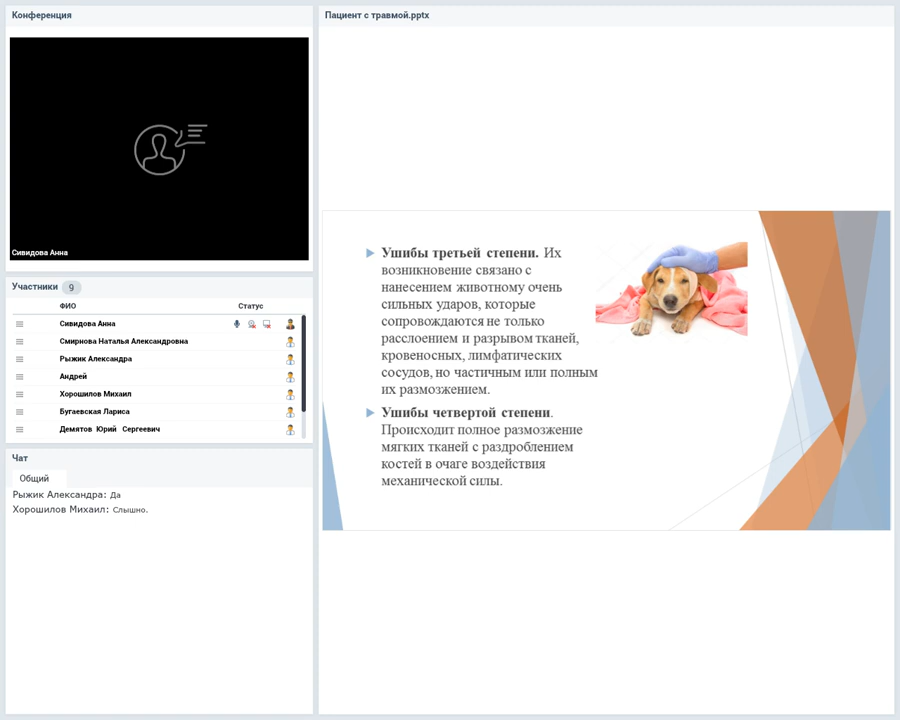 Конференция
Сивидова Анна
Участники 9
ФИО Статус
Сивидова Анна
Смирнова Наталья Александровна
Рыжик Александра
Андрей
Хорошилов Михаил
Бугаевская Лариса
Демятов Юрий Сергеевич
Чат
Общий
Рыжик Александра: Да
Хорошилов Михаил: Слышно.
Пациент с травмой.pptx
Ушибы третьей степени. Их
возникновение связано с
нанесением животному очень
сильных ударов, которые
сопровождаются не только
расслоением и разрывом тканей,
кровеносных, лимфатических
сосудов, но частичным или полным
их размозжением.
Ушибы четвертой степени.
Происходит полное размозжение
мягких тканей с раздроблением
костей в очаге воздействия
механической силы.